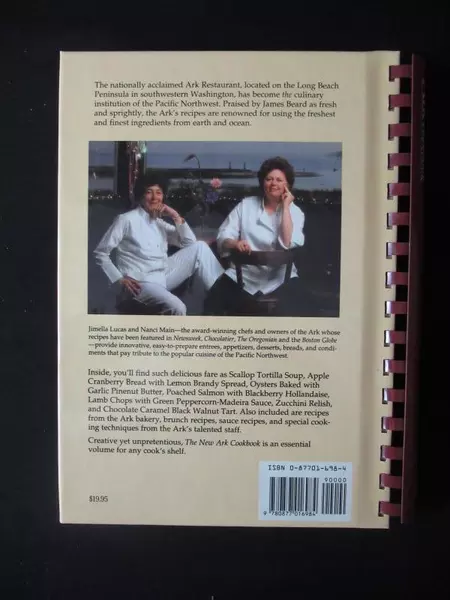 The nationally acclaimed Ark Restaurant, located on the Long Beach
Peninsula in southwestern Washington, has become the culinary
institution of the Pacific Northwest. Praised by James Beard as fresh
and sprightly, the Ark's recipes are renowned for using the freshest
and finest ingredients from earth and ocean.
Jimella Lucas and Nanci Main—the award-winning chefs and owners of the Ark whose
recipes have been featured in Newsweek, Chocolatier, The Oregonian and the Boston Globe
—provide innovative, easy-to-prepare entrees, appetizers, desserts, breads, and condi-
ments that pay tribute to the popular cuisine of the Pacific Northwest.
Inside, you'll find such delicious fare as Scallop Tortilla Soup, Apple
Cranberry Bread with Lemon Brandy Spread, Oysters Baked with
Garlic Pinenut Butter, Poached Salmon with Blackberry Hollandaise,
Lamb Chops with Green Peppercorn-Madeira Sauce, Zucchini Relish,
and Chocolate Caramel Black Walnut Tart. Also included are recipes
from the Ark bakery, brunch recipes, sauce recipes, and special cook-
ing techniques from the Ark's talented staff.
Creative yet unpretentious, The New Ark Cookbook is an essential
volume for any cook's shelf.
ISBN 0-87701-698-4
90000
9 780877 016984
$19.95